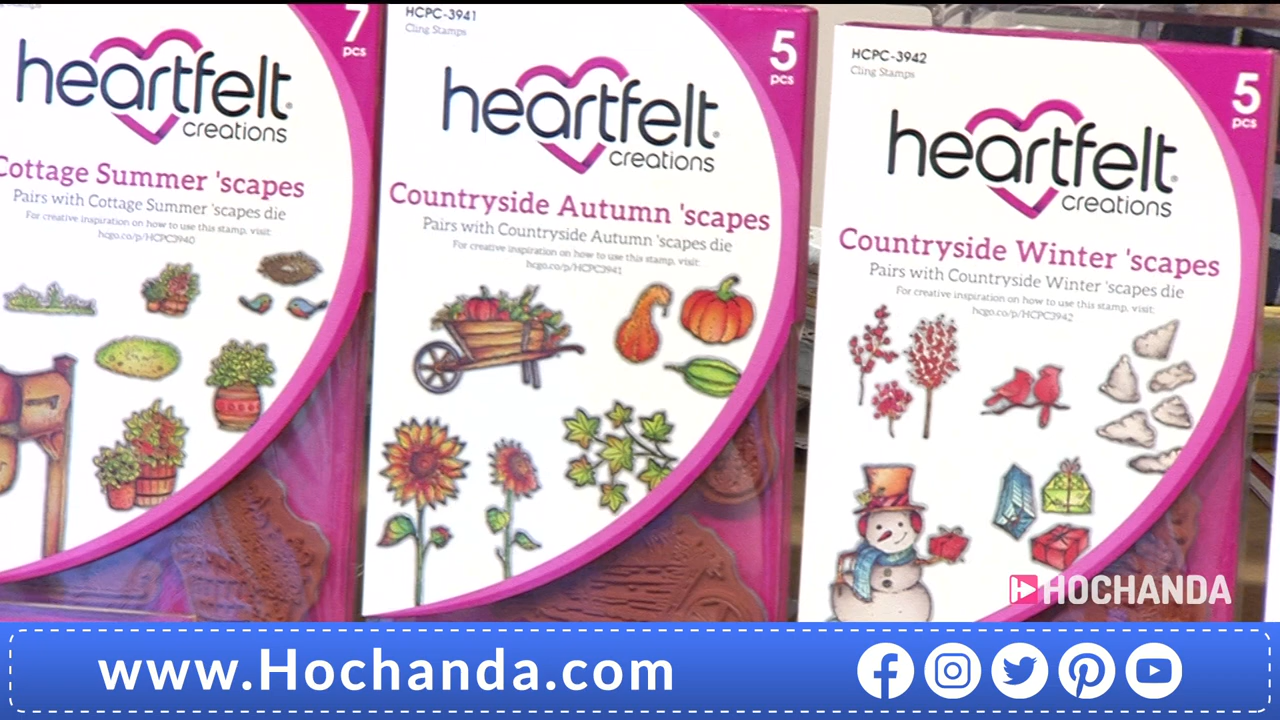 7
pcs
heartfelt
creations
Cottage Summer 'scapes
Pairs with Cottage Summer 'scapes die
For creative inspiration on how to use this stamp, visit:
hcgo.co/p/HCPC3940
HCPC-3941
Cling Stamps
5
pcs
heartfelt
creations
Countryside Autumn 'scapes
Pairs with Countryside Autumn 'scapes die
For creative inspiration on how to use this stamp, visit:
hcgo.co/p/HCPC3941
HCPC-3942
Cling Stamps
5
pcs
heartfelt
creations
Countryside Winter 'scapes
Pairs with Countryside Winter 'scapes die
For creative inspiration on how to use this stamp, visit:
hcgo.co/p/HCPC3942
HOCHANDA
www.Hochanda.com